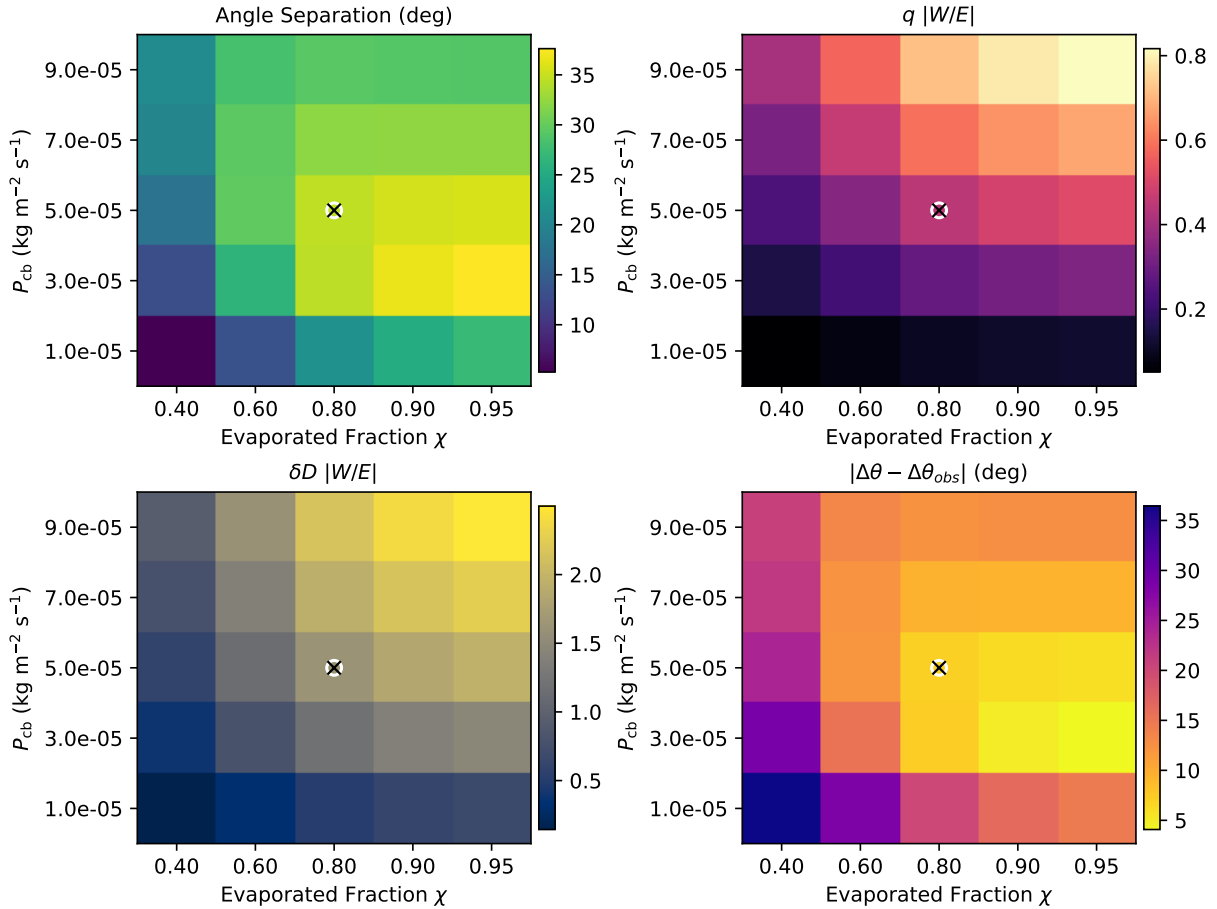 Angle Separation (deg)
P_cb (kg m⁻² s⁻¹)
9.0e-05
7.0e-05
5.0e-05
3.0e-05
1.0e-05
0.40 0.60 0.80 0.90 0.95
Evaporated Fraction χ
35
30
25
20
15
10
q |W/E|
P_cb (kg m⁻² s⁻¹)
9.0e-05
7.0e-05
5.0e-05
3.0e-05
1.0e-05
0.40 0.60 0.80 0.90 0.95
Evaporated Fraction χ
0.8
0.6
0.4
0.2
δD |W/E|
P_cb (kg m⁻² s⁻¹)
9.0e-05
7.0e-05
5.0e-05
3.0e-05
1.0e-05
0.40 0.60 0.80 0.90 0.95
Evaporated Fraction χ
2.0
1.5
1.0
0.5
|Δθ − Δθ_obs| (deg)
P_cb (kg m⁻² s⁻¹)
9.0e-05
7.0e-05
5.0e-05
3.0e-05
1.0e-05
0.40 0.60 0.80 0.90 0.95
Evaporated Fraction χ
35
30
25
20
15
10
5